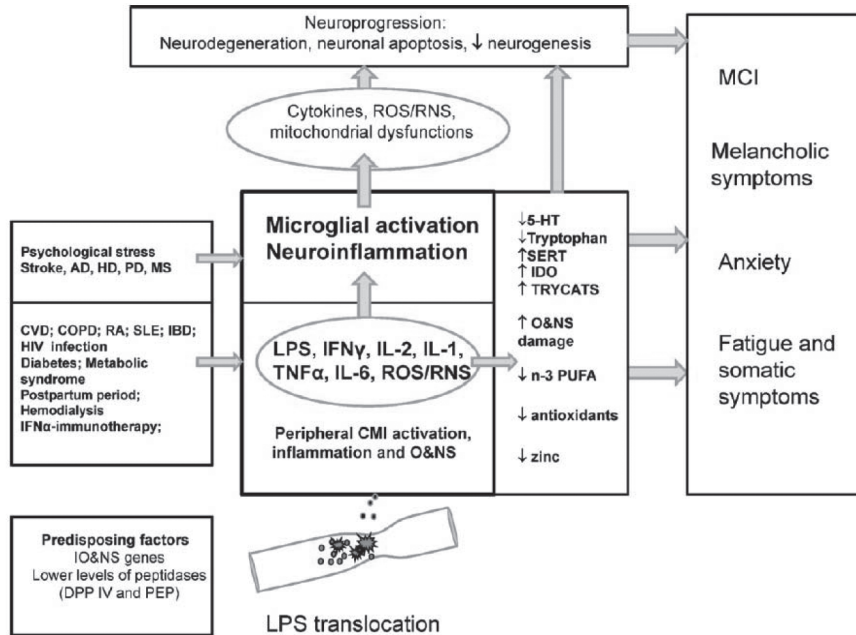 Neuroprogression:
Neurodegeneration, neuronal apoptosis, ↓ neurogenesis
Cytokines, ROS/RNS,
mitochondrial dysfunctions
Microglial activation
Neuroinflammation
Psychological stress
Stroke, AD, HD, PD, MS
CVD; COPD; RA; SLE; IBD;
HIV infection
Diabetes; Metabolic
syndrome
Postpartum period;
Hemodialysis
IFNα-immunotherapy;
LPS, IFNγ, IL-2, IL-1,
TNFα, IL-6, ROS/RNS
Peripheral CMI activation,
inflammation and O&NS
↓5-HT
↓Tryptophan
↑SERT
↑ IDO
↑ TRYCATS
↑ O&NS
damage
↓ n-3 PUFA
↓ antioxidants
↓ zinc
MCI
Melancholic
symptoms
Anxiety
Fatigue and
somatic
symptoms
Predisposing factors
IO&NS genes
Lower levels of peptidases
(DPP IV and PEP)
LPS translocation